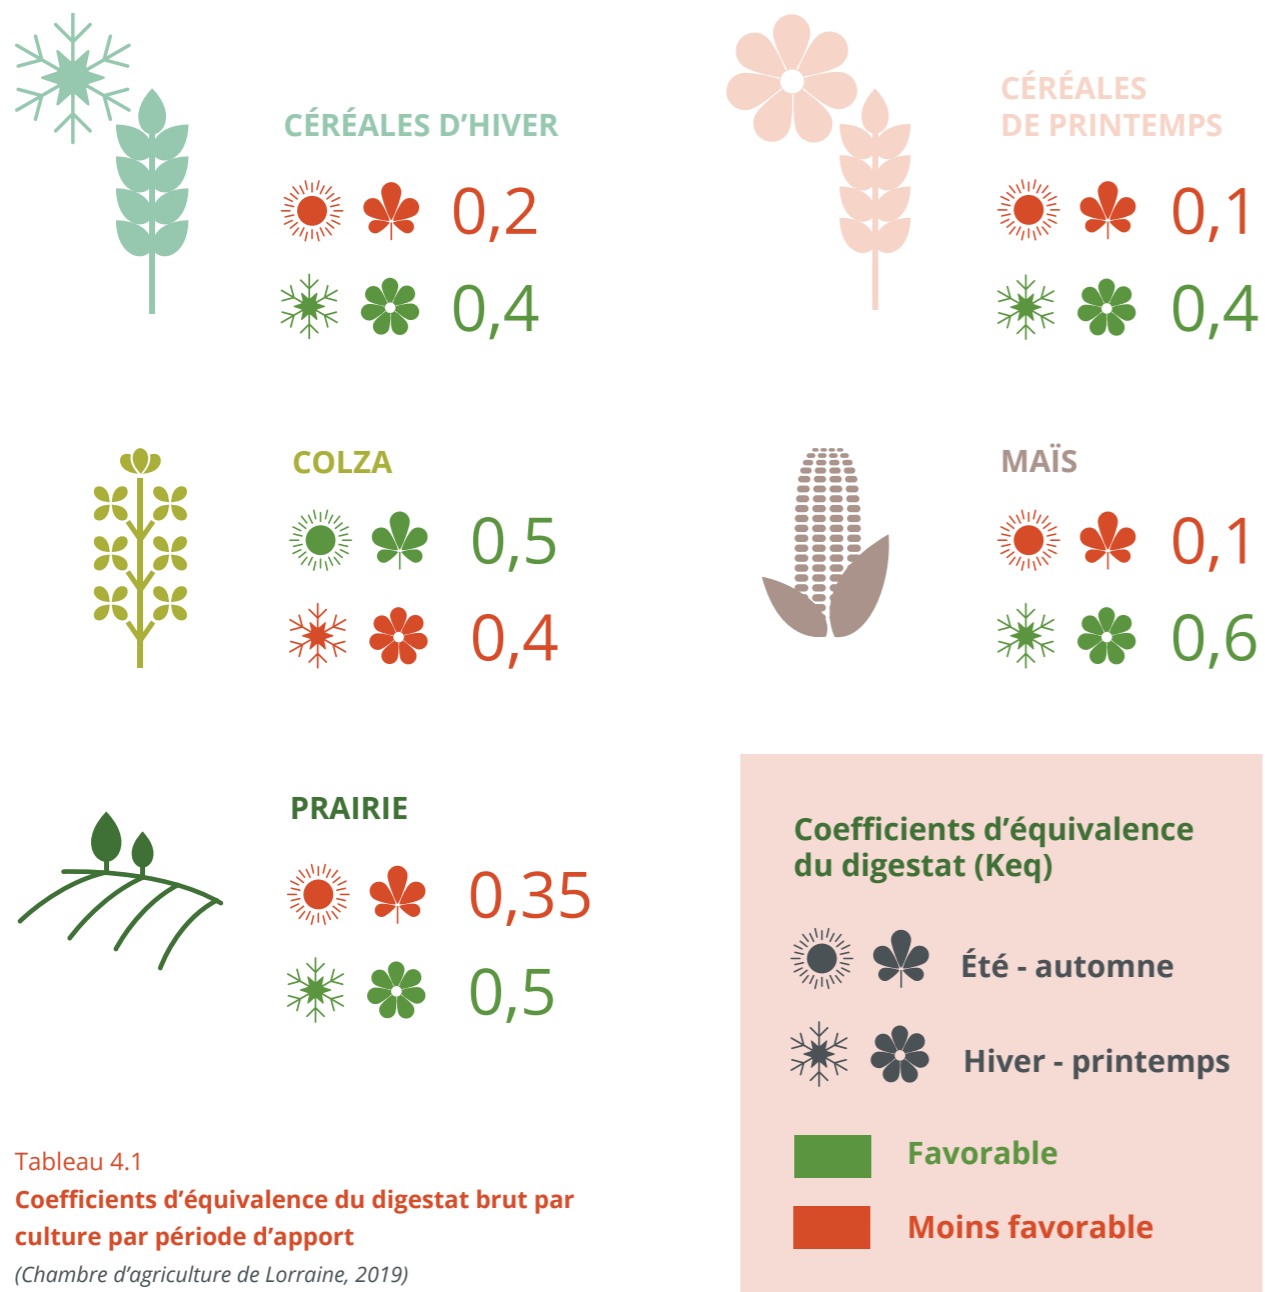 CÉRÉALES D’HIVER
0,2
0,4
CÉRÉALES
DE PRINTEMPS
0,1
0,4
COLZA
0,5
0,4
MAÏS
0,1
0,6
PRAIRIE
0,35
0,5
Coefficients d’équivalence
du digestat (Keq)
Été - automne
Hiver - printemps
Favorable
Moins favorable
Tableau 4.1
Coefficients d’équivalence du digestat brut par
culture par période d’apport
(Chambre d’agriculture de Lorraine, 2019)